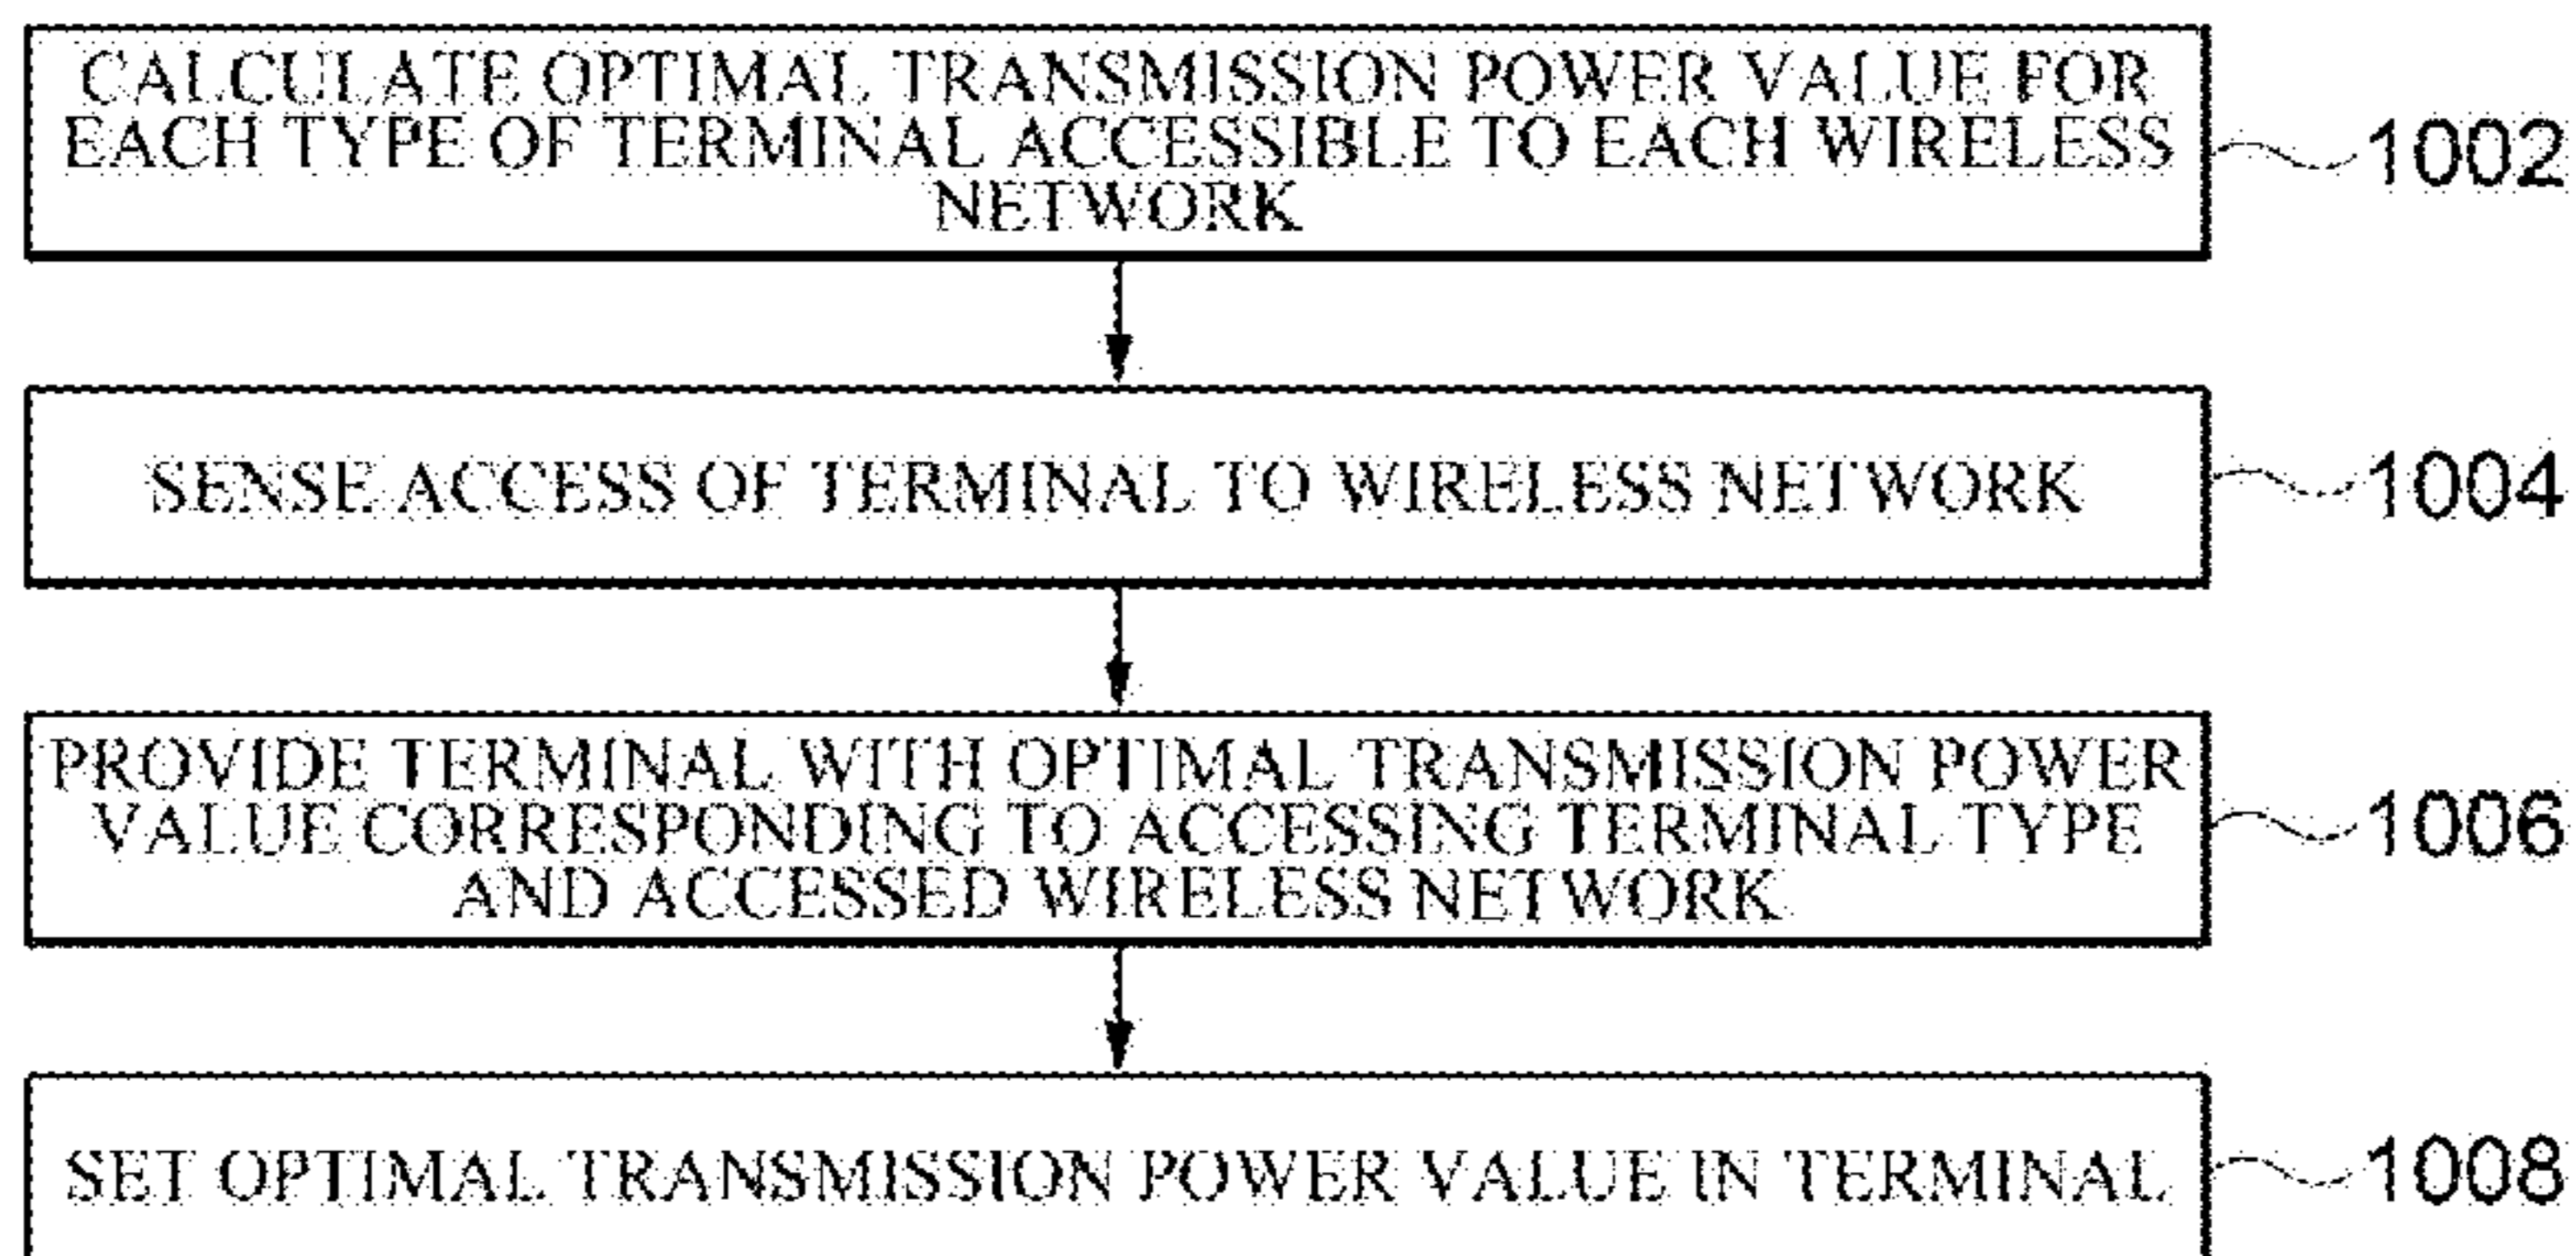 CALCULATE OPTIMAL TRANSMISSION POWER VALUE FOR
EACH TYPE OF TERMINAL ACCESSIBLE TO EACH WIRELESS
NETWORK
1002
SENSE ACCESS OF TERMINAL TO WIRELESS NETWORK
1004
PROVIDE TERMINAL WITH OPTIMAL TRANSMISSION POWER
VALUE CORRESPONDING TO ACCESSING TERMINAL TYPE
AND ACCESSED WIRELESS NETWORK
1006
SET OPTIMAL TRANSMISSION POWER VALUE IN TERMINAL
1008